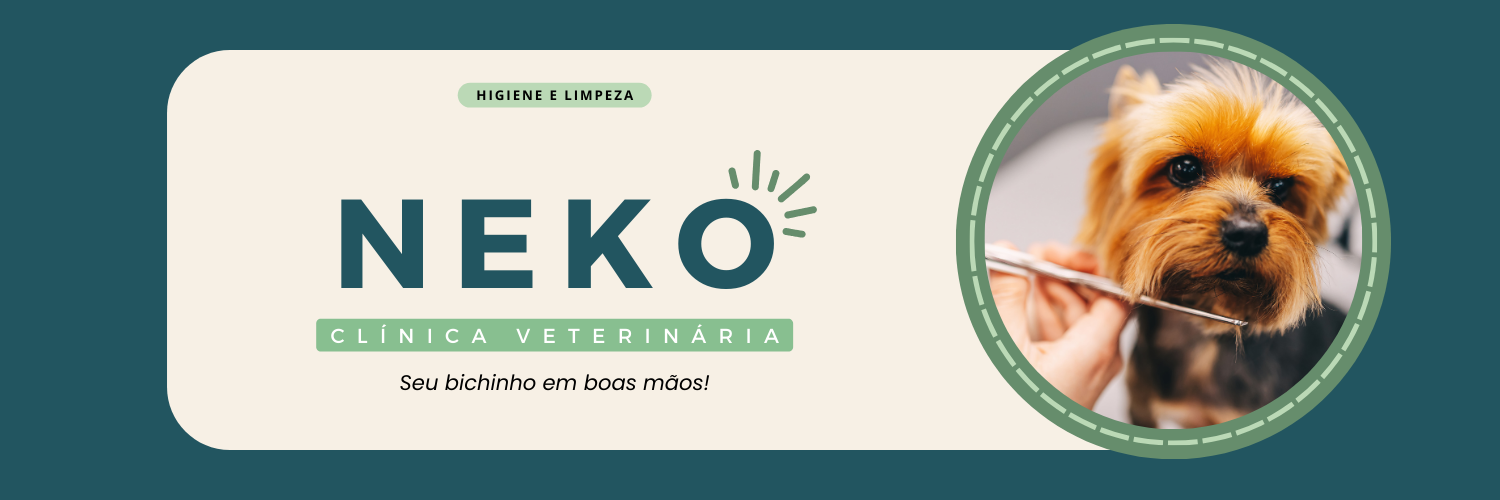 HIGIENE E LIMPEZA
NEKO
CLÍNICA VETERINÁRIA
Seu bichinho em boas mãos!